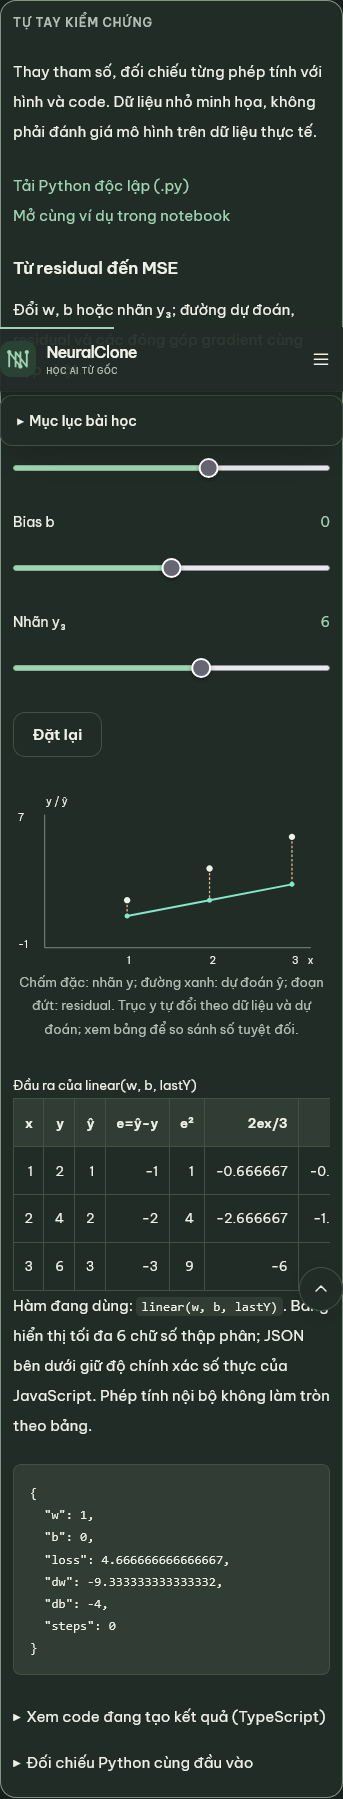 TỰ TAY KIỂM CHỨNG
Thay tham số, đối chiếu từng phép tính với
hình và code. Dữ liệu nhỏ minh họa, không
phải đánh giá mô hình trên dữ liệu thực tế.
Tải Python độc lập (.py)
Mở cùng ví dụ trong notebook
Từ residual đến MSE
Đổi w, b hoặc nhãn y₃; đường dự đoán,
residual và các đóng góp gradient cùng
NeuralClone
HỌC AI TỪ GỐC
▸ Mục lục bài học
Bias b 0
Nhãn y₃ 6
Đặt lại
y / ŷ
7
-1
1 2 3 x
Chấm đặc: nhãn y; đường xanh: dự đoán ŷ; đoạn
đứt: residual. Trục y tự đổi theo dữ liệu và dự
đoán; xem bảng để so sánh số tuyệt đối.
Đầu ra của linear(w, b, lastY)
x y ŷ e=ŷ-y e² 2ex/3
1 2 1 -1 1 -0.666667 -0.
2 4 2 -2 4 -2.666667 -1.
3 6 3 -3 9 -6
Hàm đang dùng: linear(w, b, lastY). Bảng
hiển thị tối đa 6 chữ số thập phân; JSON
bên dưới giữ độ chính xác số thực của
JavaScript. Phép tính nội bộ không làm tròn
theo bảng.
{
"w": 1,
"b": 0,
"loss": 4.666666666666667,
"dw": -9.333333333333332,
"db": -4,
"steps": 0
}
▸ Xem code đang tạo kết quả (TypeScript)
▸ Đối chiếu Python cùng đầu vào